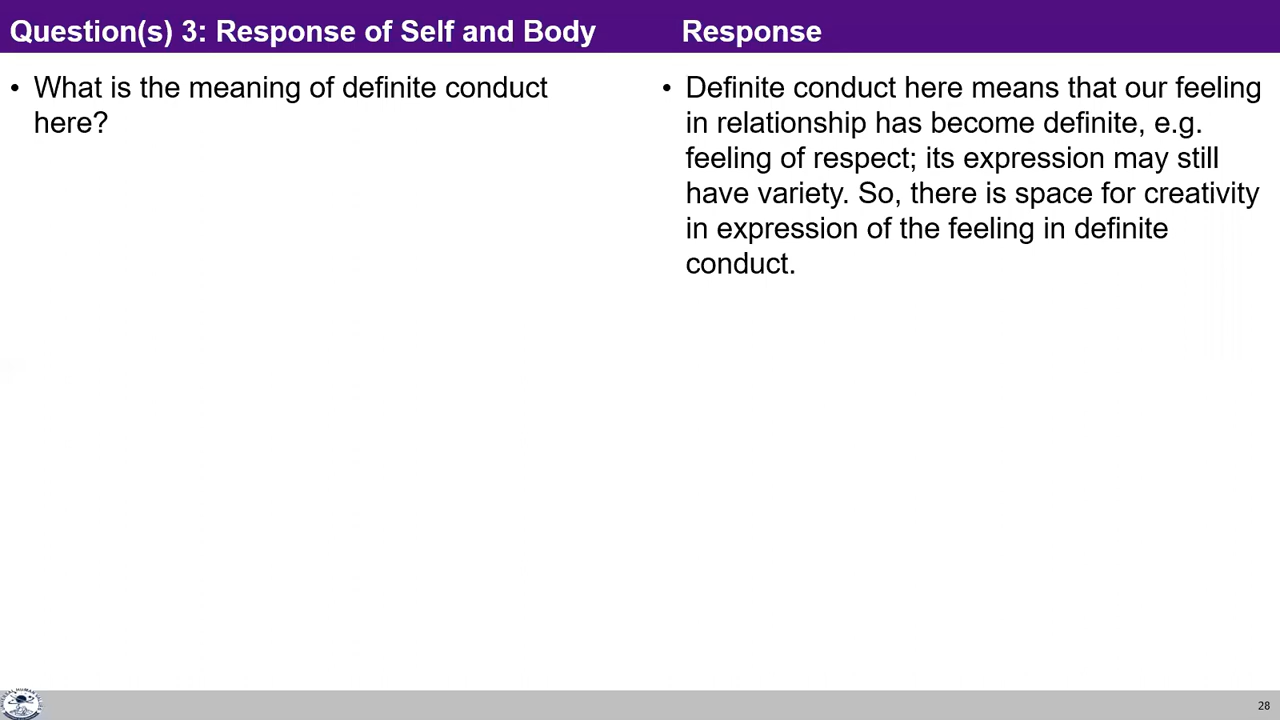 Question(s) 3: Response of Self and Body
Response
• What is the meaning of definite conduct
here?
• Definite conduct here means that our feeling
in relationship has become definite, e.g.
feeling of respect; its expression may still
have variety. So, there is space for creativity
in expression of the feeling in definite
conduct.
28